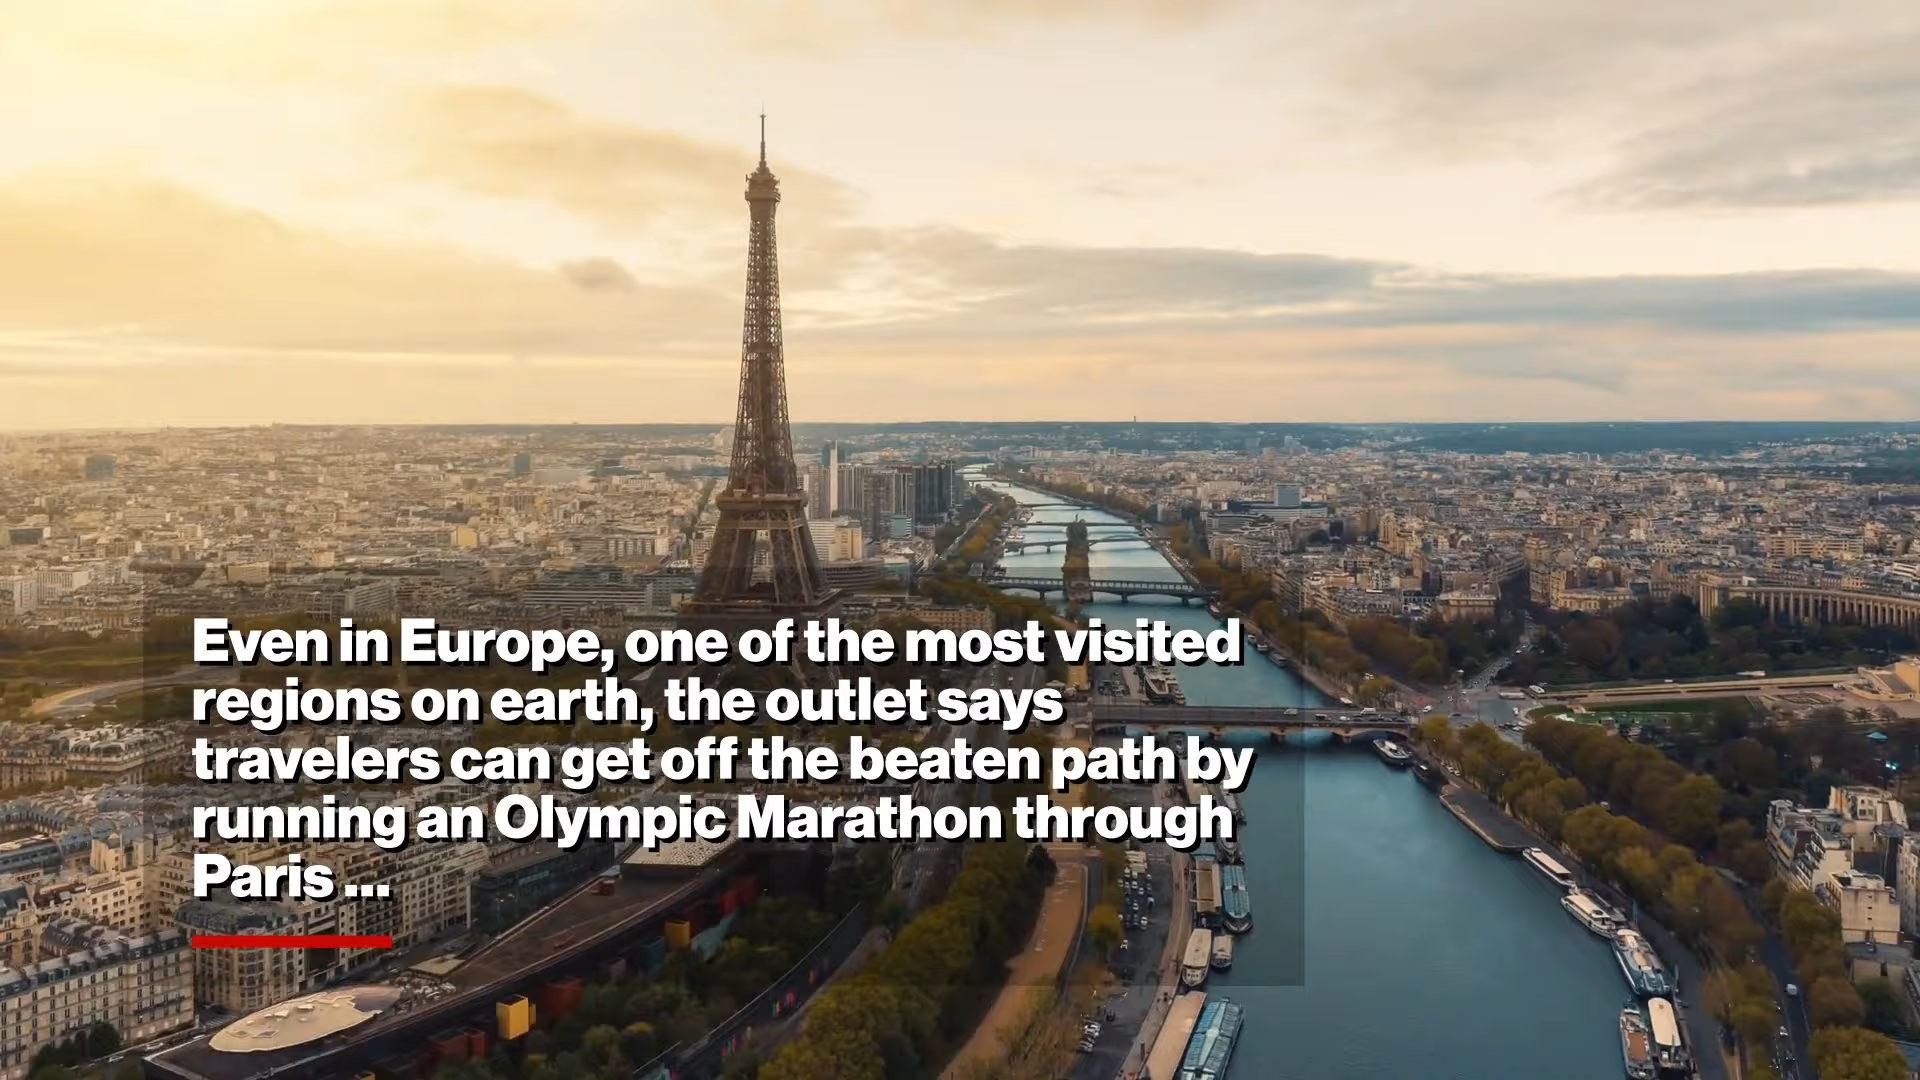 Even in Europe, one of the most visited
regions on earth, the outlet says
travelers can get off the beaten path by
running an Olympic Marathon through
Paris ...